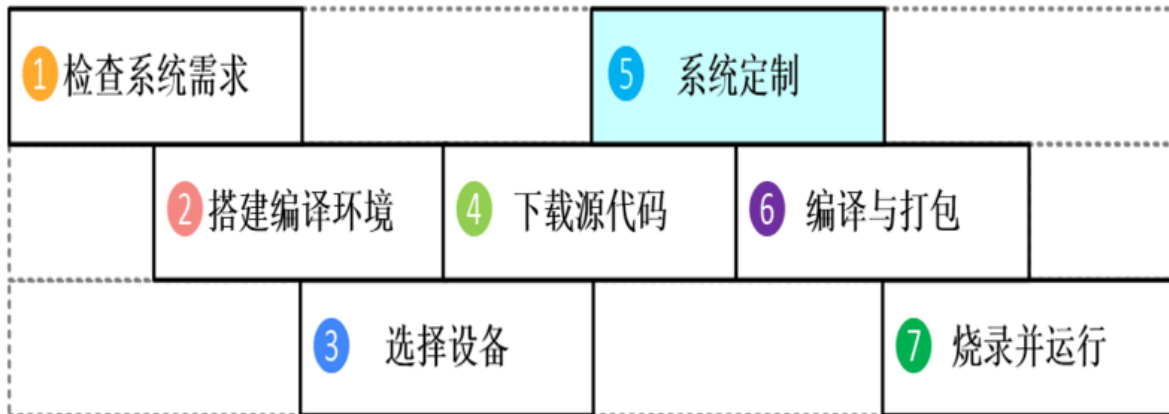 1 检查系统需求
5 系统定制
2 搭建编译环境
4 下载源代码
6 编译与打包
3 选择设备
7 烧录并运行